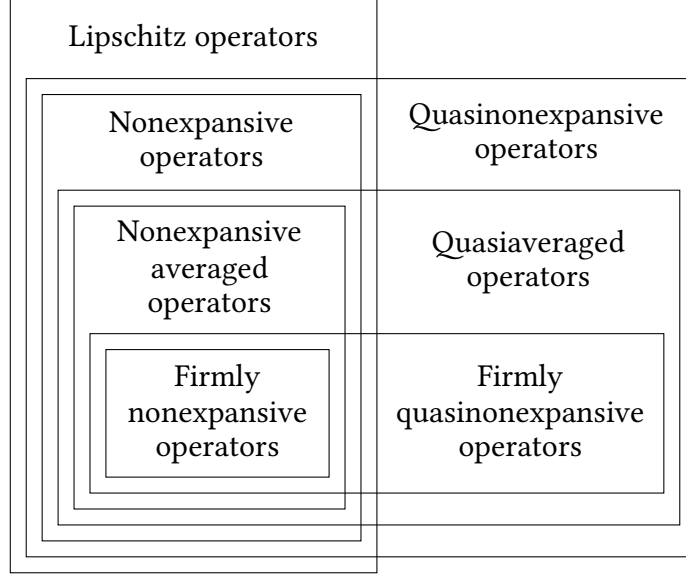 Lipschitz operators
Nonexpansive
operators
Quasinonexpansive
operators
Nonexpansive
averaged
operators
Quasiaveraged
operators
Firmly
nonexpansive
operators
Firmly
quasinonexpansive
operators